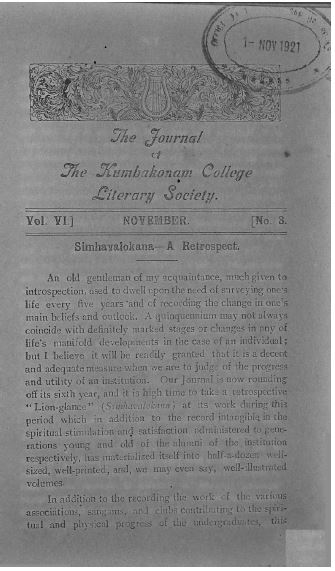 1- NOV 1921
The Journal
of
The Kumbakonam College
Literary Society.
Vol. VI.] NOVEMBER. [No. 3.
Simhavalokana—A Retrospect.
An old gentleman of my acquaintance, much given to
introspection, used to dwell upon the need of surveying one's
life every five years and of recording the change in one's
main beliefs and outlook. A quinquennium may not always
coincide with definitely marked stages or changes in any of
life's manifold developments in the case of an individual;
but I believe it will be readily granted that it is a decent
and adequate measure when we are to judge of the progress
and utility of an institution. Our Journal is now rounding
off its sixth year, and it is high time to take a retrospective
"Lion-glance" (Simhavalokana) at its work during this
period which in addition to the record intangible in the
spiritual stimulation and satisfaction administered to gene-
rations young and old of the alumni of the institution
respectively, has materialized itself into half-a-dozen well-
sized, well-printed, and, we may even say, well-illustrated
volumes.
In addition to the recording the work of the various
associations, sangams, and clubs contributing to the spiri-
tual and physical progress of the undergraduates, this